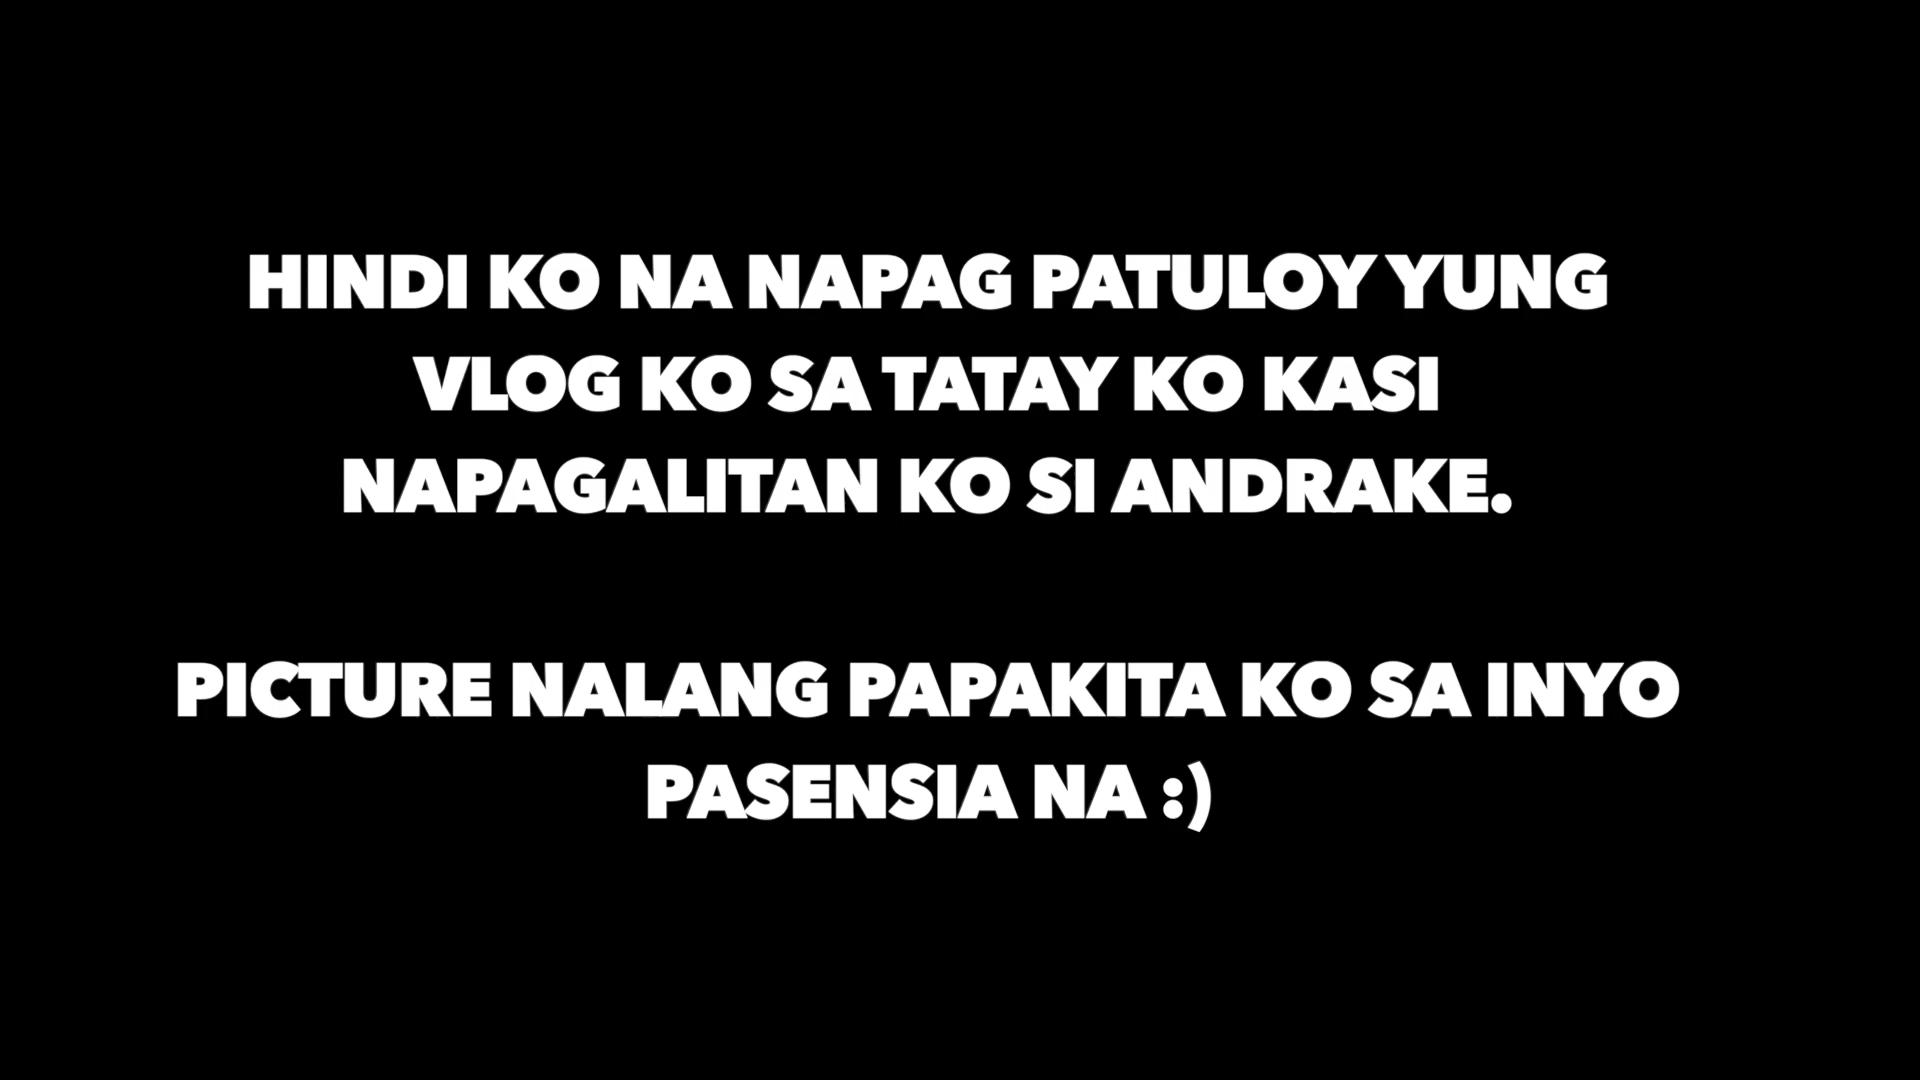 HINDI KO NA NAPAG PATULOY YUNG
VLOG KO SA TATAY KO KASI
NAPAGALITAN KO SI ANDRAKE.
PICTURE NALANG PAPAKITA KO SA INYO
PASENSIA NA :)